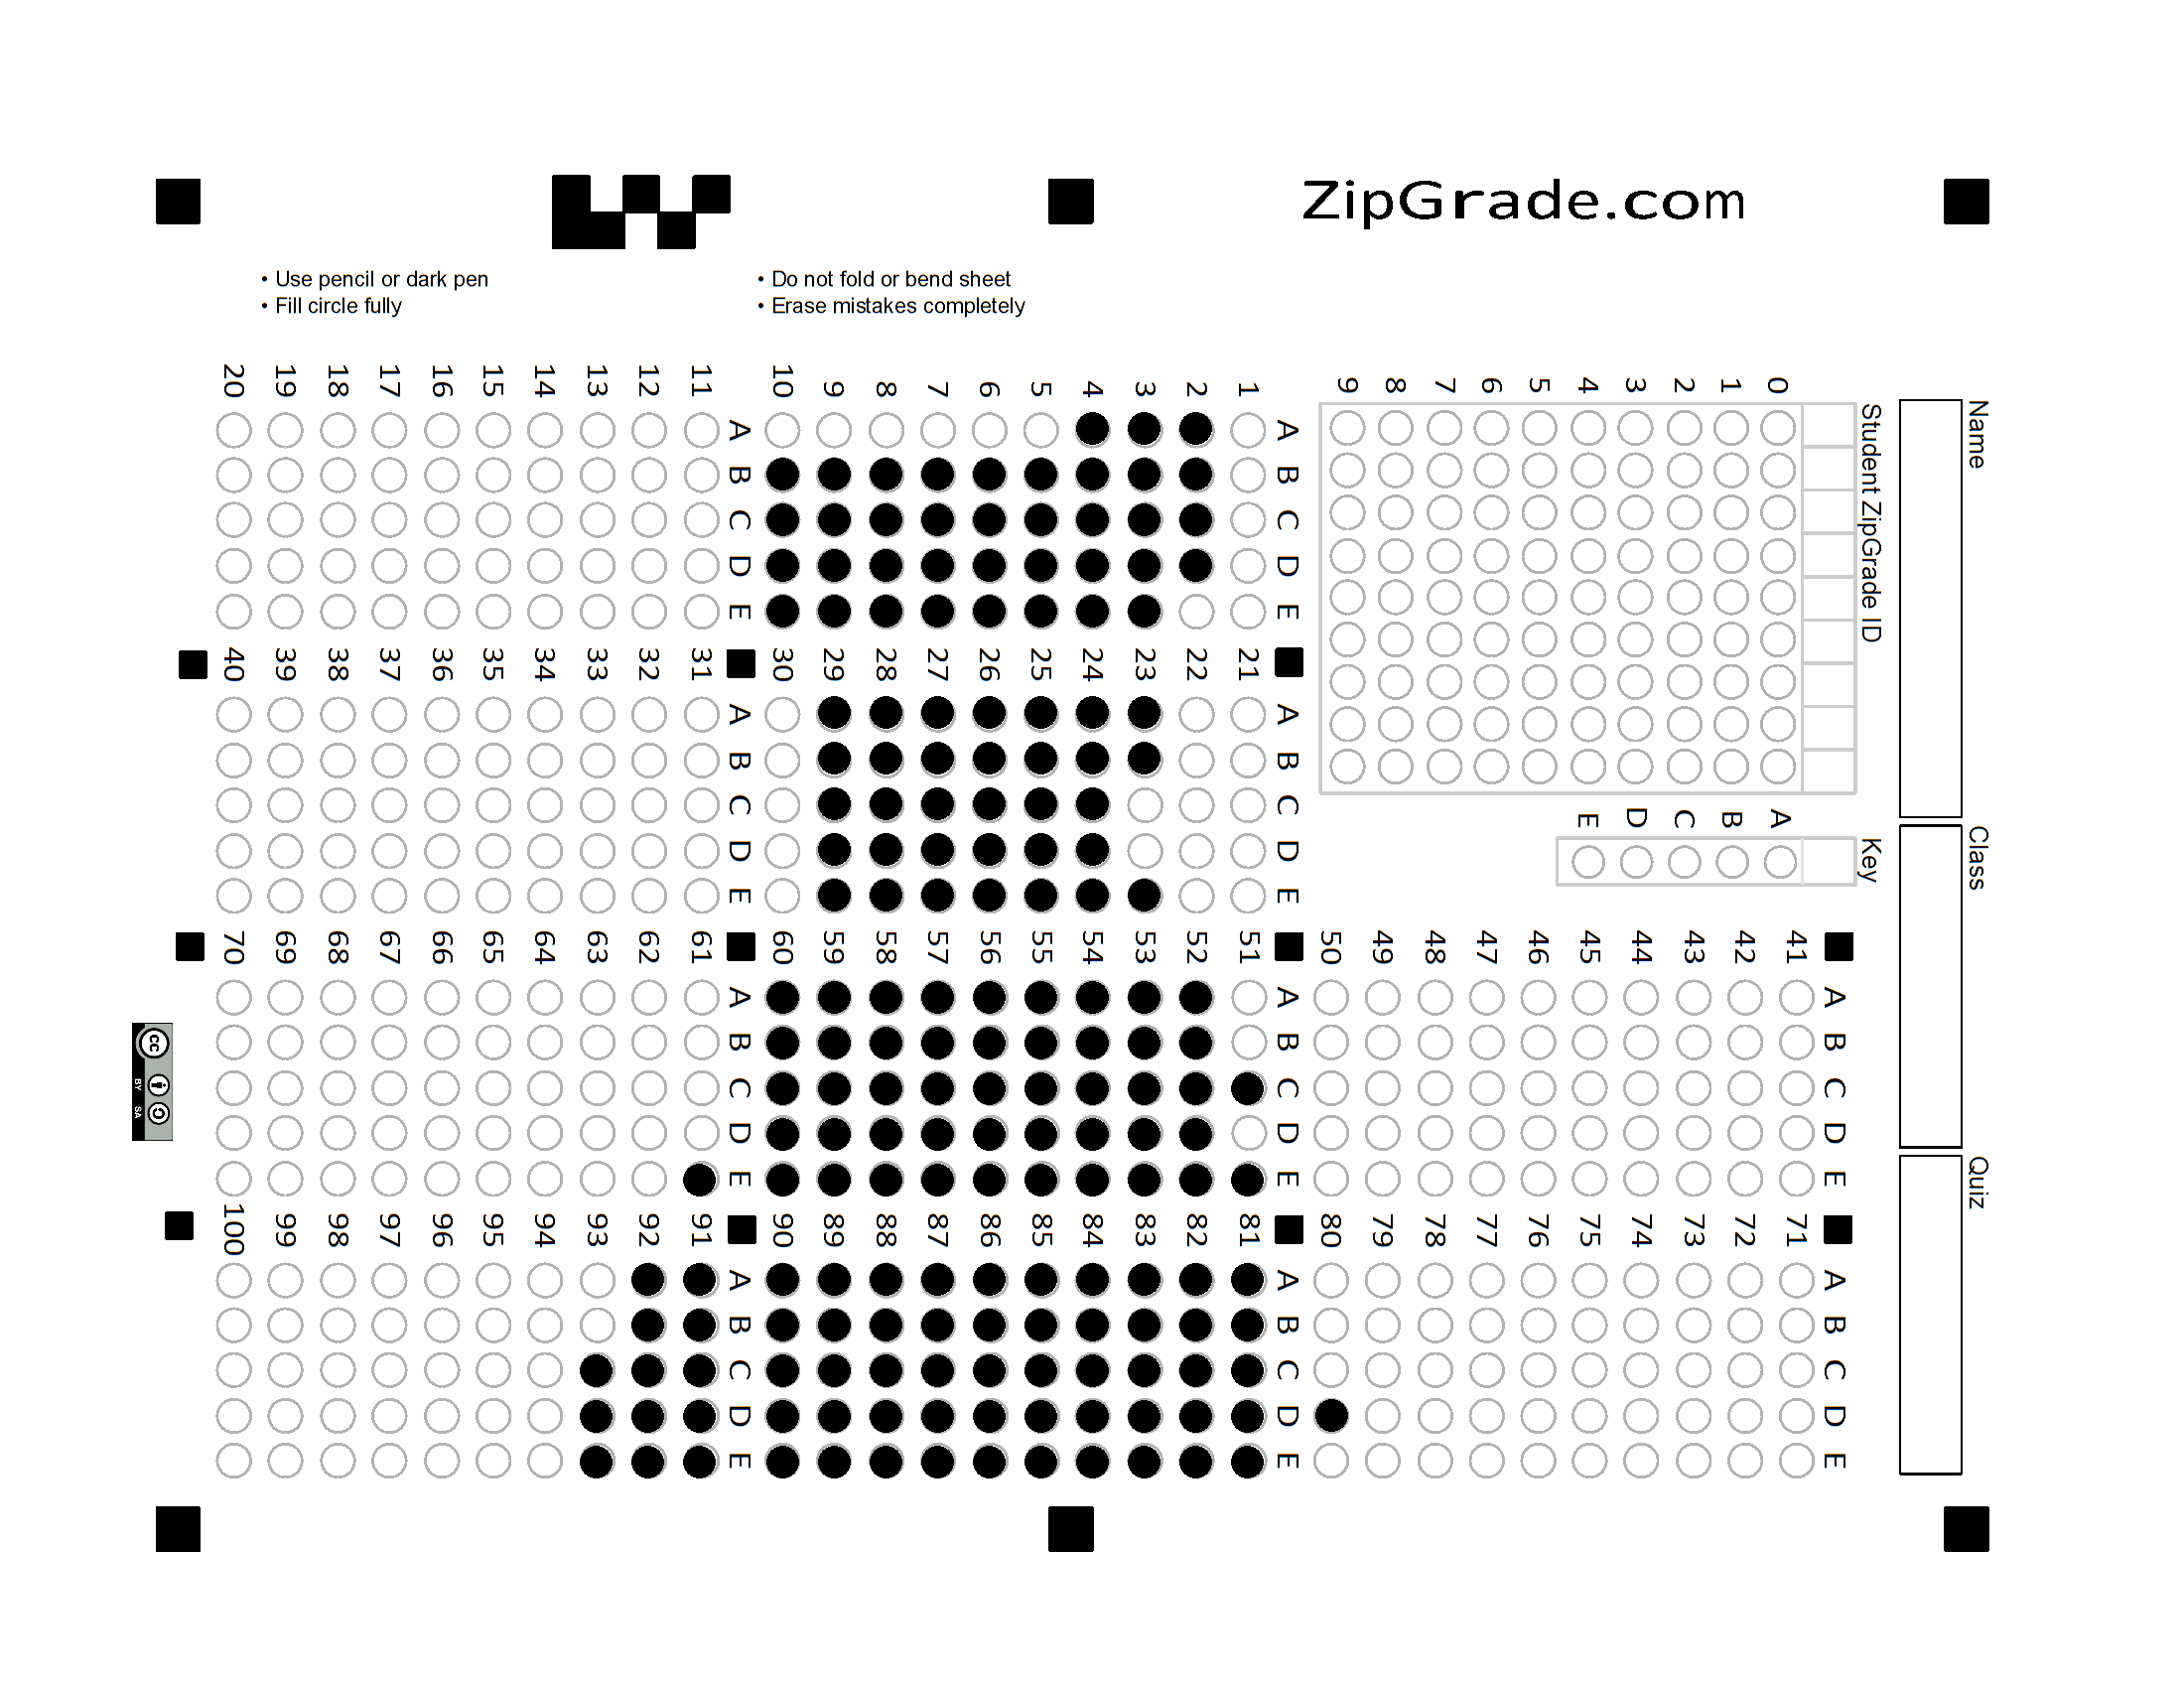 ZipGrade.com
• Use pencil or dark pen
• Fill circle fully
• Do not fold or bend sheet
• Erase mistakes completely
Name
Class
Quiz
Student ZipGrade ID
0 1 2 3 4 5 6 7 8 9
Key
A B C D E
1 2 3 4 5 6 7 8 9 10
A B C D E
11 12 13 14 15 16 17 18 19 20
A B C D E
21 22 23 24 25 26 27 28 29 30
A B C D E
31 32 33 34 35 36 37 38 39 40
A B C D E
41 42 43 44 45 46 47 48 49 50
A B C D E
51 52 53 54 55 56 57 58 59 60
A B C D E
61 62 63 64 65 66 67 68 69 70
A B C D E
71 72 73 74 75 76 77 78 79 80
A B C D E
81 82 83 84 85 86 87 88 89 90
A B C D E
91 92 93 94 95 96 97 98 99 100
A B C D E
cc
BY SA